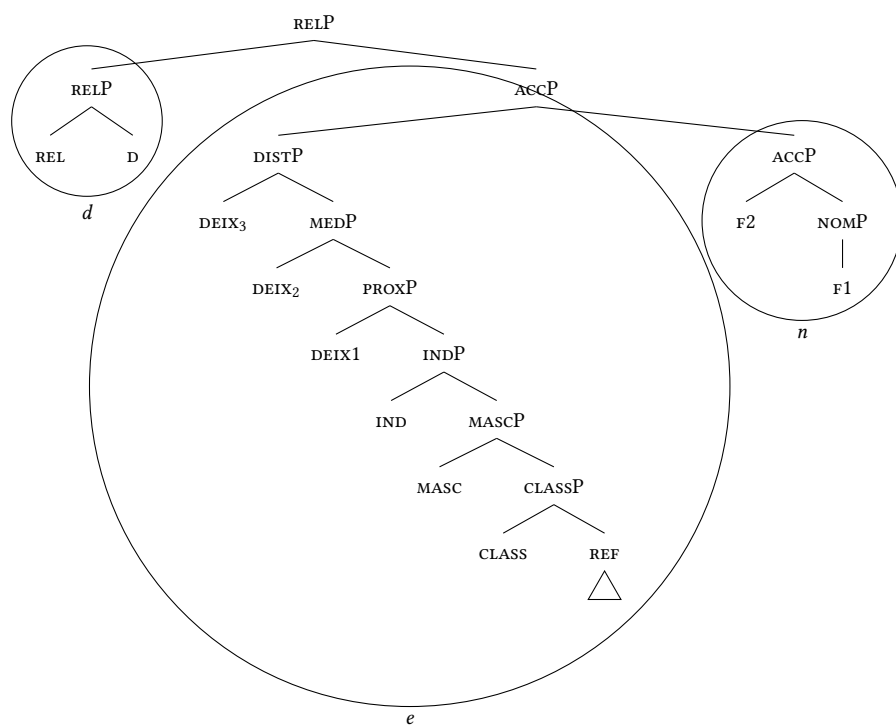 RELP
RELP ACCP
REL D DISTP ACCP
d DEIX₃ MEDP F2 NOMP
DEIX₂ PROXP F1
DEIX1 INDP n
IND MASCP
MASC CLASSP
CLASS REF
e